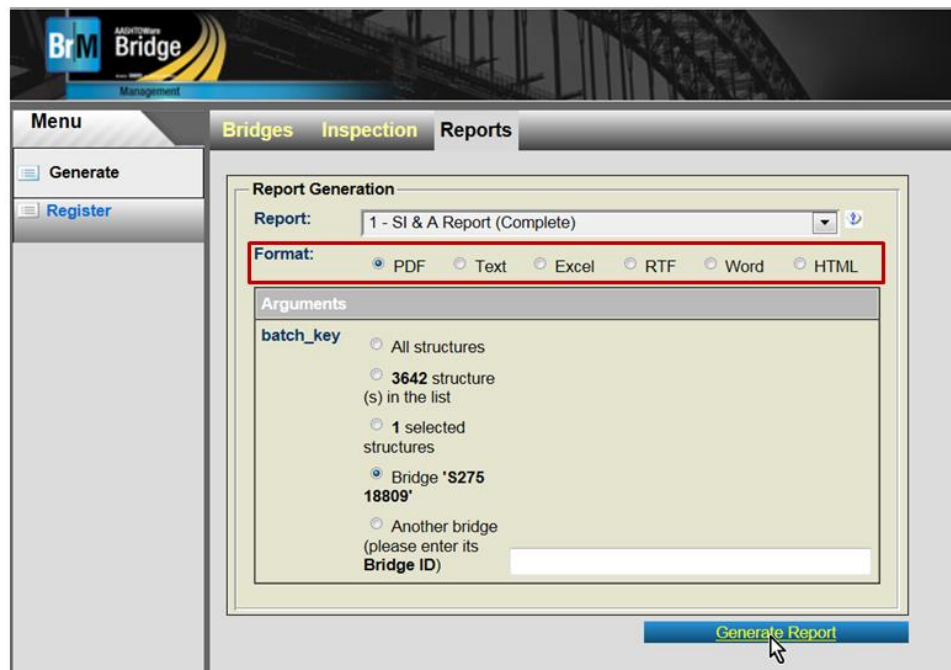 BrM
AASHTOWare
Bridge
Management
Menu
Bridges Inspection Reports
Generate
Register
Report Generation
Report: 1 - SI & A Report (Complete)
Format: PDF Text Excel RTF Word HTML
Arguments
batch_key
All structures
3642 structure
(s) in the list
1 selected
structures
Bridge 'S275
18809'
Another bridge
(please enter its
Bridge ID)
Generate Report